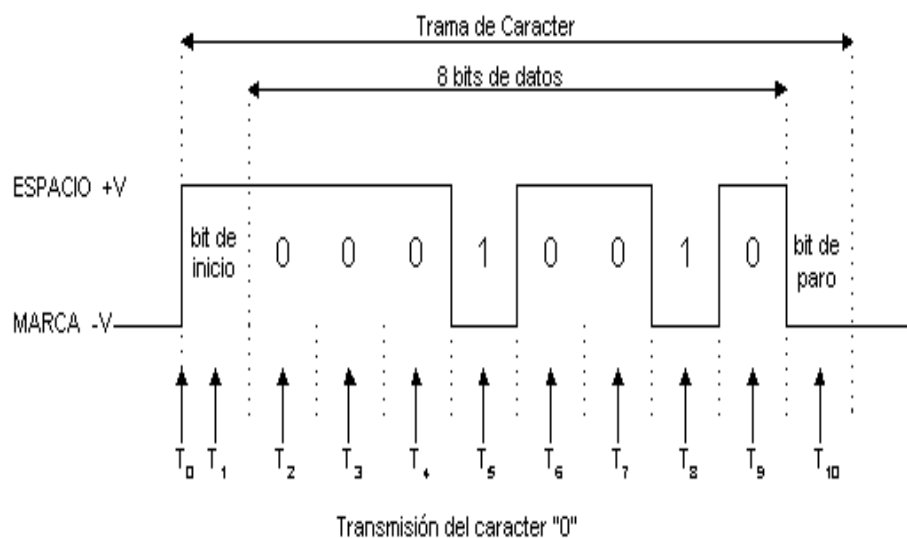 Trama de Caracter
8 bits de datos
ESPACIO +V
bit de
inicio
0 0 0 1 0 0 1 0
bit de
paro
MARCA -V
T0 T1 T2 T3 T4 T5 T6 T7 T8 T9 T10
Transmisión del caracter "0"